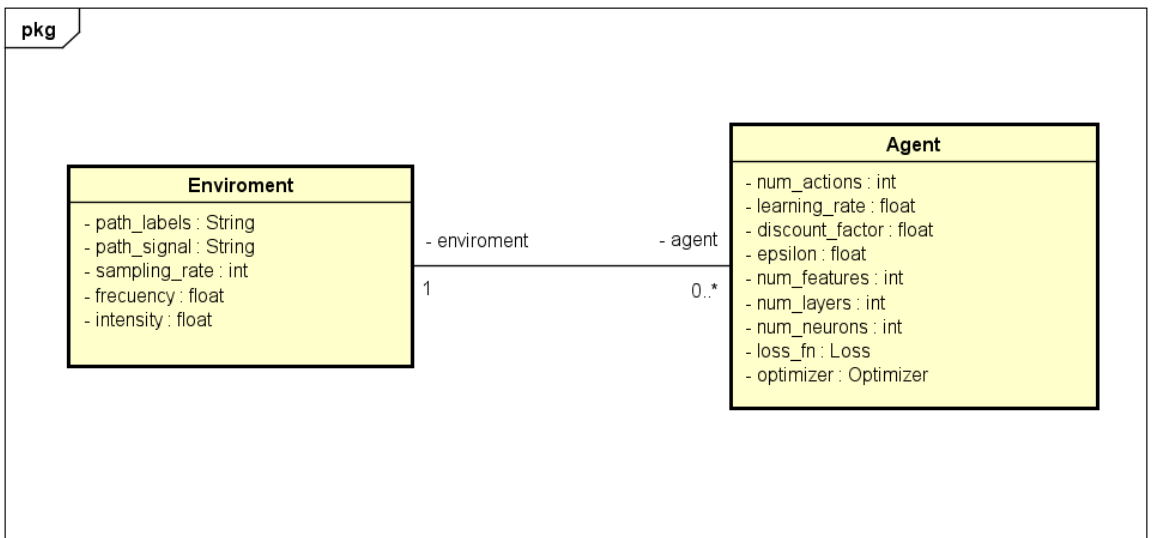 pkg
Enviroment
- path_labels : String
- path_signal : String
- sampling_rate : int
- frecuency : float
- intensity : float
- enviroment
1
- agent
0..*
Agent
- num_actions : int
- learning_rate : float
- discount_factor : float
- epsilon : float
- num_features : int
- num_layers : int
- num_neurons : int
- loss_fn : Loss
- optimizer : Optimizer